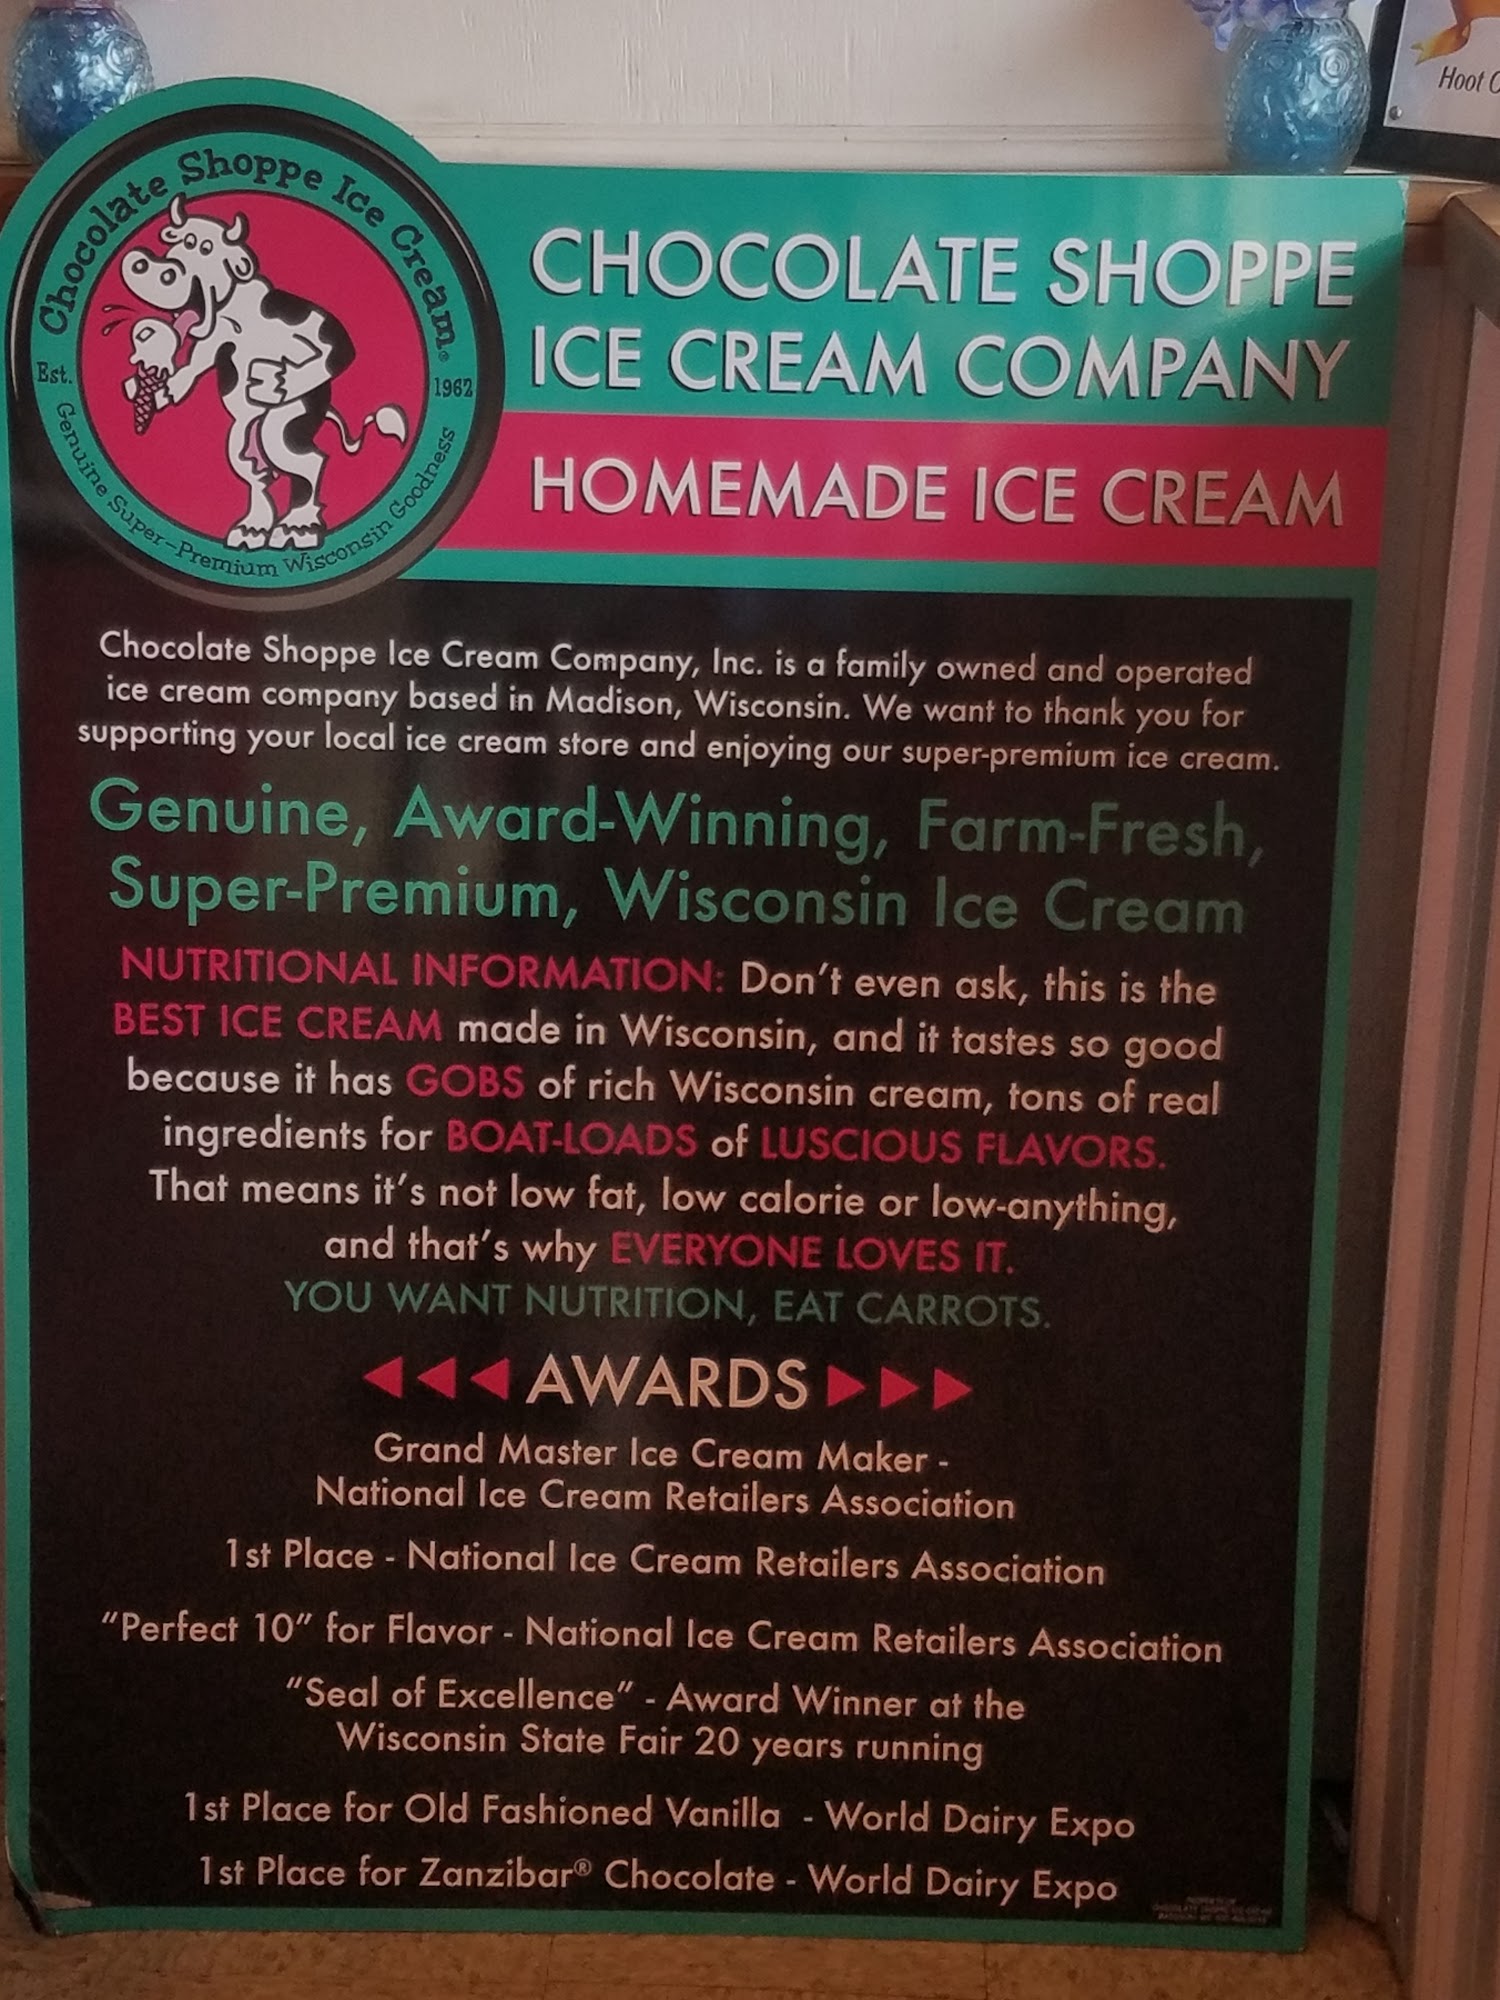 Chocolate Shoppe Ice Cream®
Est. 1962
Genuine Super-Premium Wisconsin Goodness
Hoot
CHOCOLATE SHOPPE
ICE CREAM COMPANY
HOMEMADE ICE CREAM
Chocolate Shoppe Ice Cream Company, Inc. is a family owned and operated
ice cream company based in Madison, Wisconsin. We want to thank you for
supporting your local ice cream store and enjoying our super-premium ice cream.
Genuine, Award-Winning, Farm-Fresh,
Super-Premium, Wisconsin Ice Cream
NUTRITIONAL INFORMATION: Don't even ask, this is the
BEST ICE CREAM made in Wisconsin, and it tastes so good
because it has GOBS of rich Wisconsin cream, tons of real
ingredients for BOAT-LOADS of LUSCIOUS FLAVORS.
That means it's not low fat, low calorie or low-anything,
and that's why EVERYONE LOVES IT.
YOU WANT NUTRITION, EAT CARROTS.
AWARDS
Grand Master Ice Cream Maker -
National Ice Cream Retailers Association
1st Place - National Ice Cream Retailers Association
"Perfect 10" for Flavor - National Ice Cream Retailers Association
"Seal of Excellence" - Award Winner at the
Wisconsin State Fair 20 years running
1st Place for Old Fashioned Vanilla - World Dairy Expo
1st Place for Zanzibar® Chocolate - World Dairy Expo